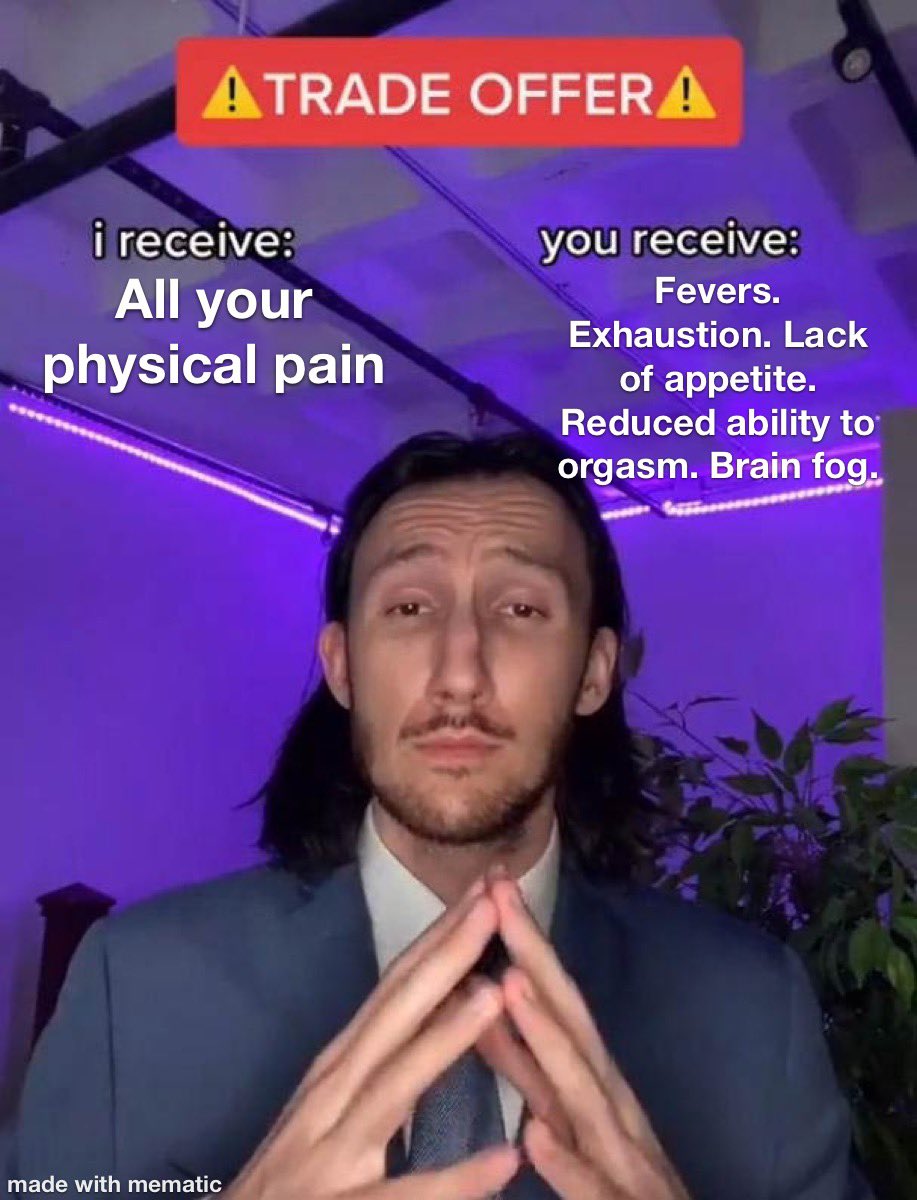 ⚠️TRADE OFFER⚠️
i receive:
All your
physical pain
you receive:
Fevers.
Exhaustion. Lack
of appetite.
Reduced ability to
orgasm. Brain fog.
made with mematic